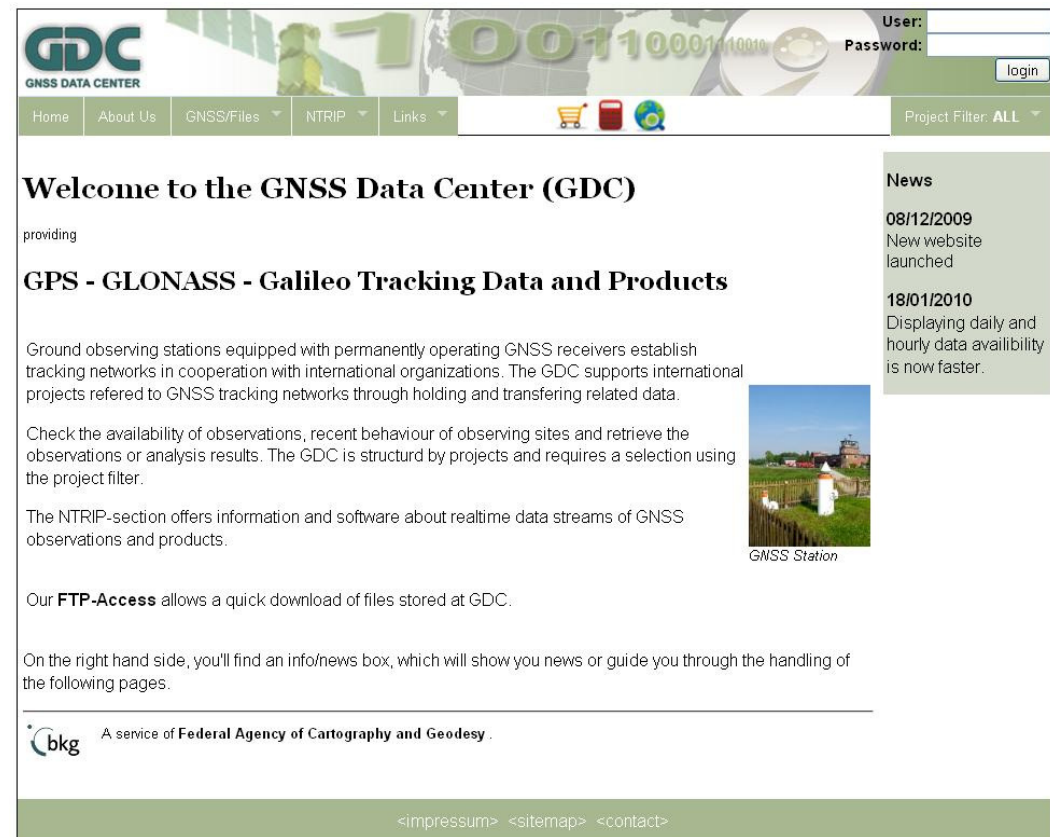 GDC
GNSS DATA CENTER
1001100011110010
User:
Password:
login
Home About Us GNSS/Files NTRIP Links Project Filter: ALL
Welcome to the GNSS Data Center (GDC)
providing
GPS - GLONASS - Galileo Tracking Data and Products
Ground observing stations equipped with permanently operating GNSS receivers establish
tracking networks in cooperation with international organizations. The GDC supports international
projects refered to GNSS tracking networks through holding and transfering related data.
Check the availability of observations, recent behaviour of observing sites and retrieve the
observations or analysis results. The GDC is structurd by projects and requires a selection using
the project filter.
The NTRIP-section offers information and software about realtime data streams of GNSS
observations and products.
GNSS Station
Our FTP-Access allows a quick download of files stored at GDC.
On the right hand side, you'll find an info/news box, which will show you news or guide you through the handling of
the following pages.
News
08/12/2009
New website
launched
18/01/2010
Displaying daily and
hourly data availibility
is now faster.
bkg
A service of Federal Agency of Cartography and Geodesy .
<impressum> <sitemap> <contact>